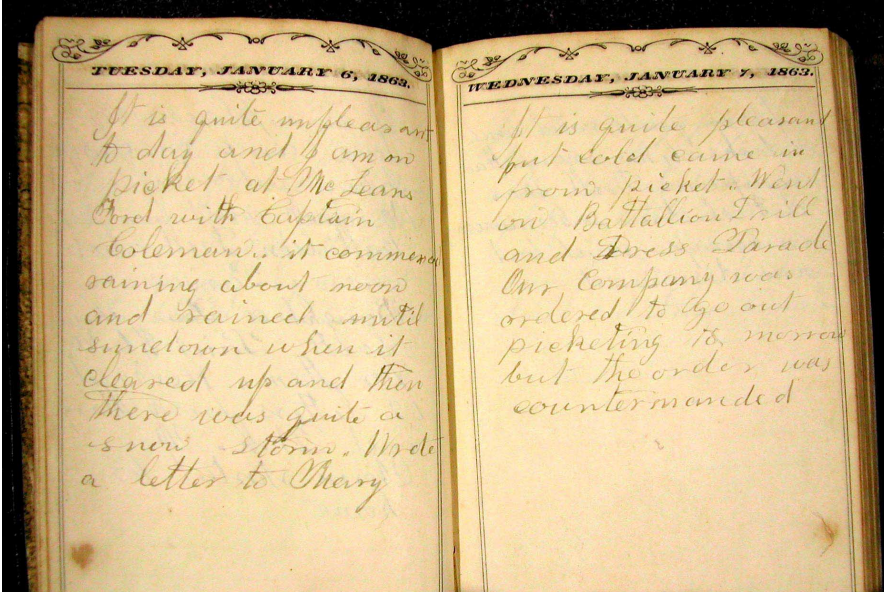 TUESDAY, JANUARY 6, 1863.
It is quite unpleasant
to day and I am on
picket at Mc Leans
Ford with Captain
Coleman. it commenced
raining about noon
and rained until
sundown when it
cleared up and then
there was quite a
snow storm. Wrote
a letter to Mary
WEDNESDAY, JANUARY 7, 1863.
It is quite pleasant
but cold came in
from picket. Went
on Battallion Drill
and Dress Parade
Our Company was
ordered to go out
picketing to morrow
but the order was
countermanded